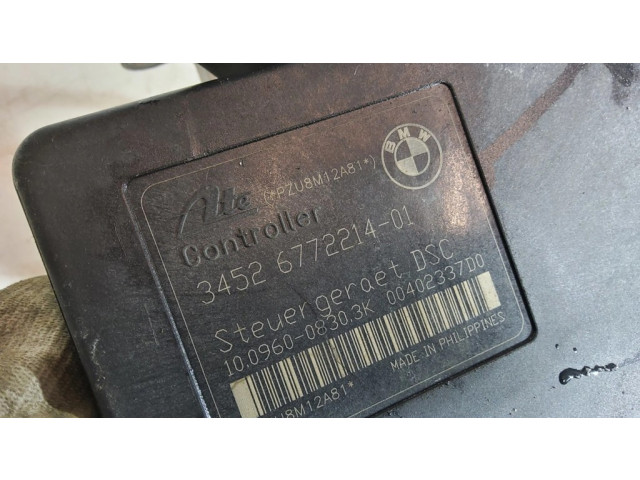 Ate (*PZU8M12A81*)
BMW
Controller
3452 6772214-01
Steuergeraet DSC
10.0960-0830.3K 00402337D0
MADE IN PHILIPPINES
U8M12A81*